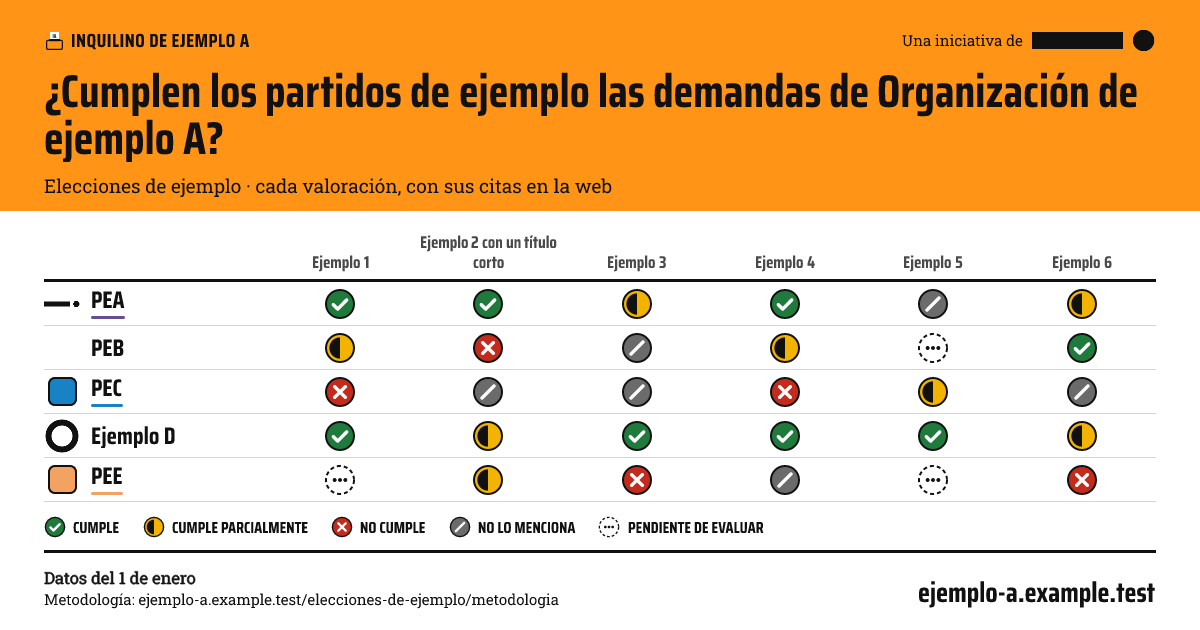 INQUILINO DE EJEMPLO A
Una iniciativa de
¿Cumplen los partidos de ejemplo las demandas de Organización de
ejemplo A?
Elecciones de ejemplo · cada valoración, con sus citas en la web
Ejemplo 1
Ejemplo 2 con un título
corto
Ejemplo 3
Ejemplo 4
Ejemplo 5
Ejemplo 6
PEA
PEB
PEC
Ejemplo D
PEE
CUMPLE
CUMPLE PARCIALMENTE
NO CUMPLE
NO LO MENCIONA
PENDIENTE DE EVALUAR
Datos del 1 de enero
Metodología: ejemplo-a.example.test/elecciones-de-ejemplo/metodologia
ejemplo-a.example.test